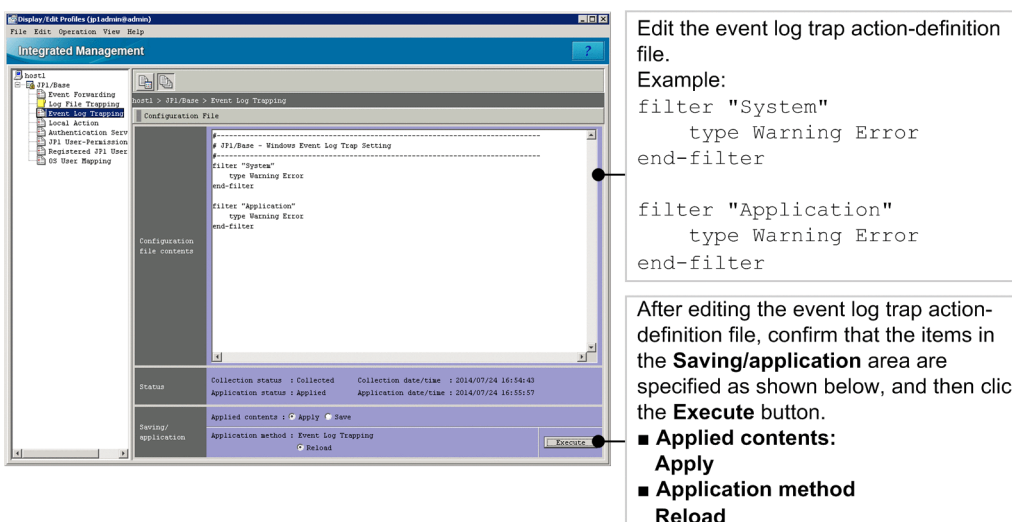 Display/Edit Profiles (jp1admin@admin)
File Edit Operation View Help
Integrated Management
?
host1
JP1/Base
Event Forwarding
Log File Trapping
Event Log Trapping
Local Action
Authentication Serv
JP1 User-Permission
Registered JP1 User
OS User Mapping
host1 > JP1/Base > Event Log Trapping
Configuration File
Configuration
file contents
#---------------------------------------------------------------
# JP1/Base - Windows Event Log Trap Setting
#---------------------------------------------------------------
filter "System"
    type Warning Error
end-filter

filter "Application"
    type Warning Error
end-filter
Status
Collection status : Collected Collection date/time : 2014/07/24 16:54:43
Application status : Applied Application date/time : 2014/07/24 16:55:57
Saving/
application
Applied contents : Apply Save
Application method : Event Log Trapping
Reload
Execute
Edit the event log trap action-definition
file.
Example:
filter "System"
    type Warning Error
end-filter

filter "Application"
    type Warning Error
end-filter
After editing the event log trap action-
definition file, confirm that the items in
the Saving/application area are
specified as shown below, and then clic
the Execute button.
■ Applied contents:
Apply
■ Application method
Reload